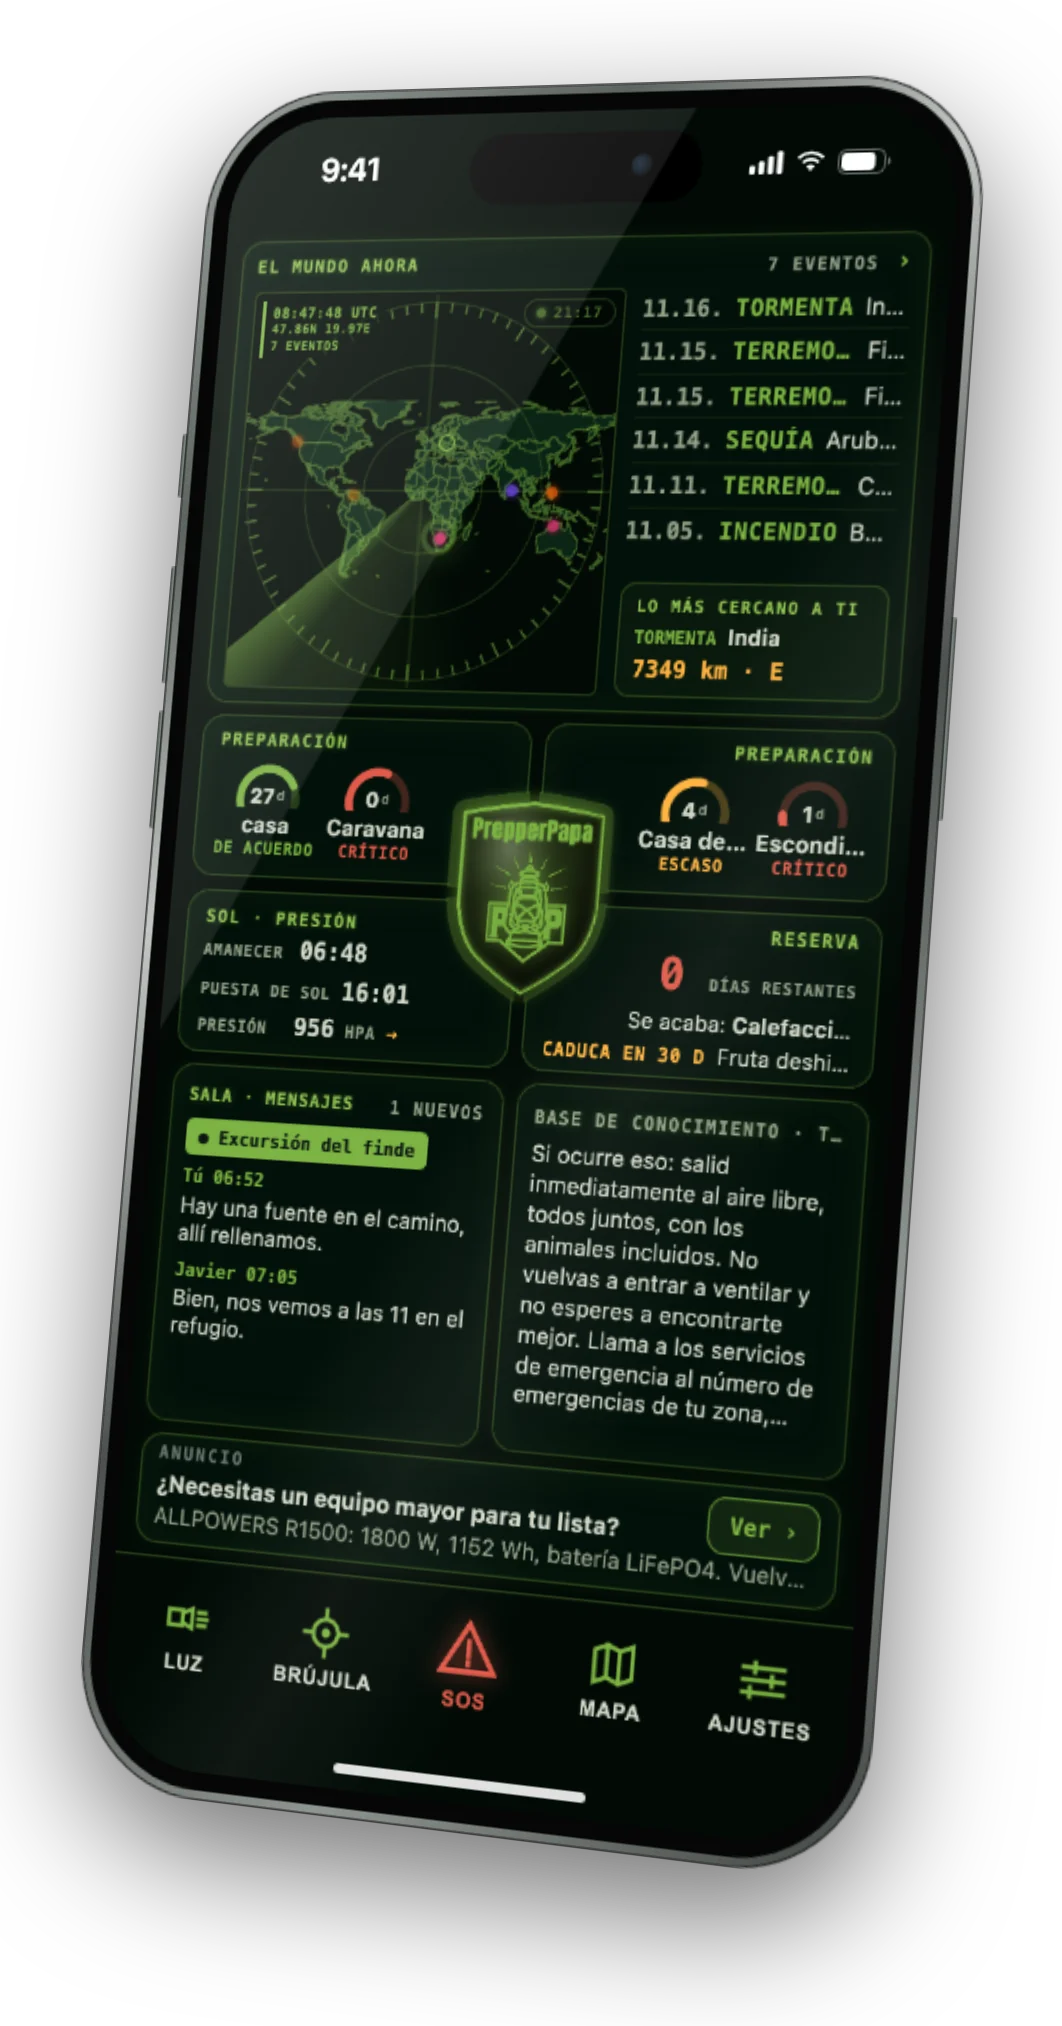 9:41
EL MUNDO AHORA
7 EVENTOS ›
08:47:48 UTC
47.86N 19.97E
7 EVENTOS
21:17
11.16. TORMENTA In...
11.15. TERREMO... Fi...
11.15. TERREMO... Fi...
11.14. SEQUÍA Arub...
11.11. TERREMO... C...
11.05. INCENDIO B...
LO MÁS CERCANO A TI
TORMENTA India
7349 km · E
PREPARACIÓN
27d
0d
casa
Caravana
DE ACUERDO
CRÍTICO
PREPARACIÓN
4d
1d
Casa de...
Escondi...
ESCASO
CRÍTICO
PrepperPapa
SOL · PRESIÓN
AMANECER 06:48
PUESTA DE SOL 16:01
PRESIÓN 956 HPA →
RESERVA
0 DÍAS RESTANTES
Se acaba: Calefacci...
CADUCA EN 30 D Fruta deshi...
SALA · MENSAJES 1 NUEVOS
Excursión del finde
Tú 06:52
Hay una fuente en el camino,
allí rellenamos.
Javier 07:05
Bien, nos vemos a las 11 en el
refugio.
BASE DE CONOCIMIENTO · T...
Si ocurre eso: salid
inmediatamente al aire libre,
todos juntos, con los
animales incluidos. No
vuelvas a entrar a ventilar y
no esperes a encontrarte
mejor. Llama a los servicios
de emergencia al número de
emergencias de tu zona,...
ANUNCIO
¿Necesitas un equipo mayor para tu lista?
ALLPOWERS R1500: 1800 W, 1152 Wh, batería LiFePO4. Vuelv...
Ver ›
LUZ
BRÚJULA
SOS
MAPA
AJUSTES